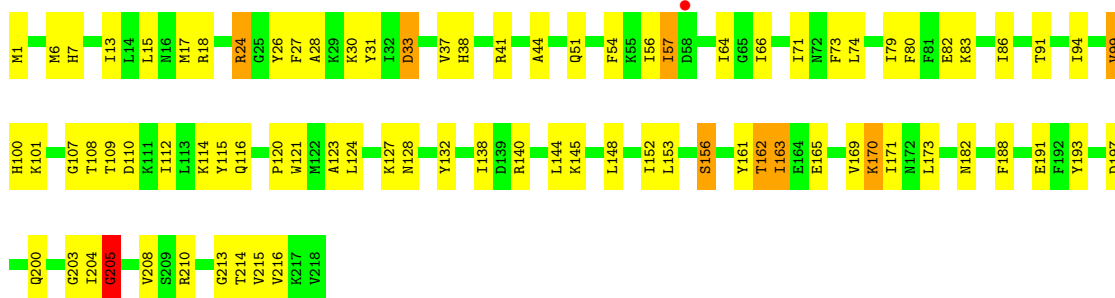 M1 M6 H7 I13 L14 L15 N16 M17 R18 R24 G25 Y26 F27 A28 K29 K30 Y31 I32 D33 V37 H38 R41 A44 Q51 F54 K55 I56 I57 D58 I64 G65 I66 I71 N72 F73 L74 I79 F80 F81 E82 K83 I86 T91 I94 V99
H100 K101 G107 T108 T109 D110 K111 I112 L113 K114 Y115 Q116 P120 W121 M122 A123 L124 K127 N128 Y132 I138 D139 R140 L144 K145 L148 I152 L153 S156 Y161 T162 I163 E164 E165 V169 K170 I171 N172 L173 N182 F188 E191 F192 Y193 D197
Q200 G203 I204 G205 V208 S209 R210 G213 T214 V215 V216 K217 V218